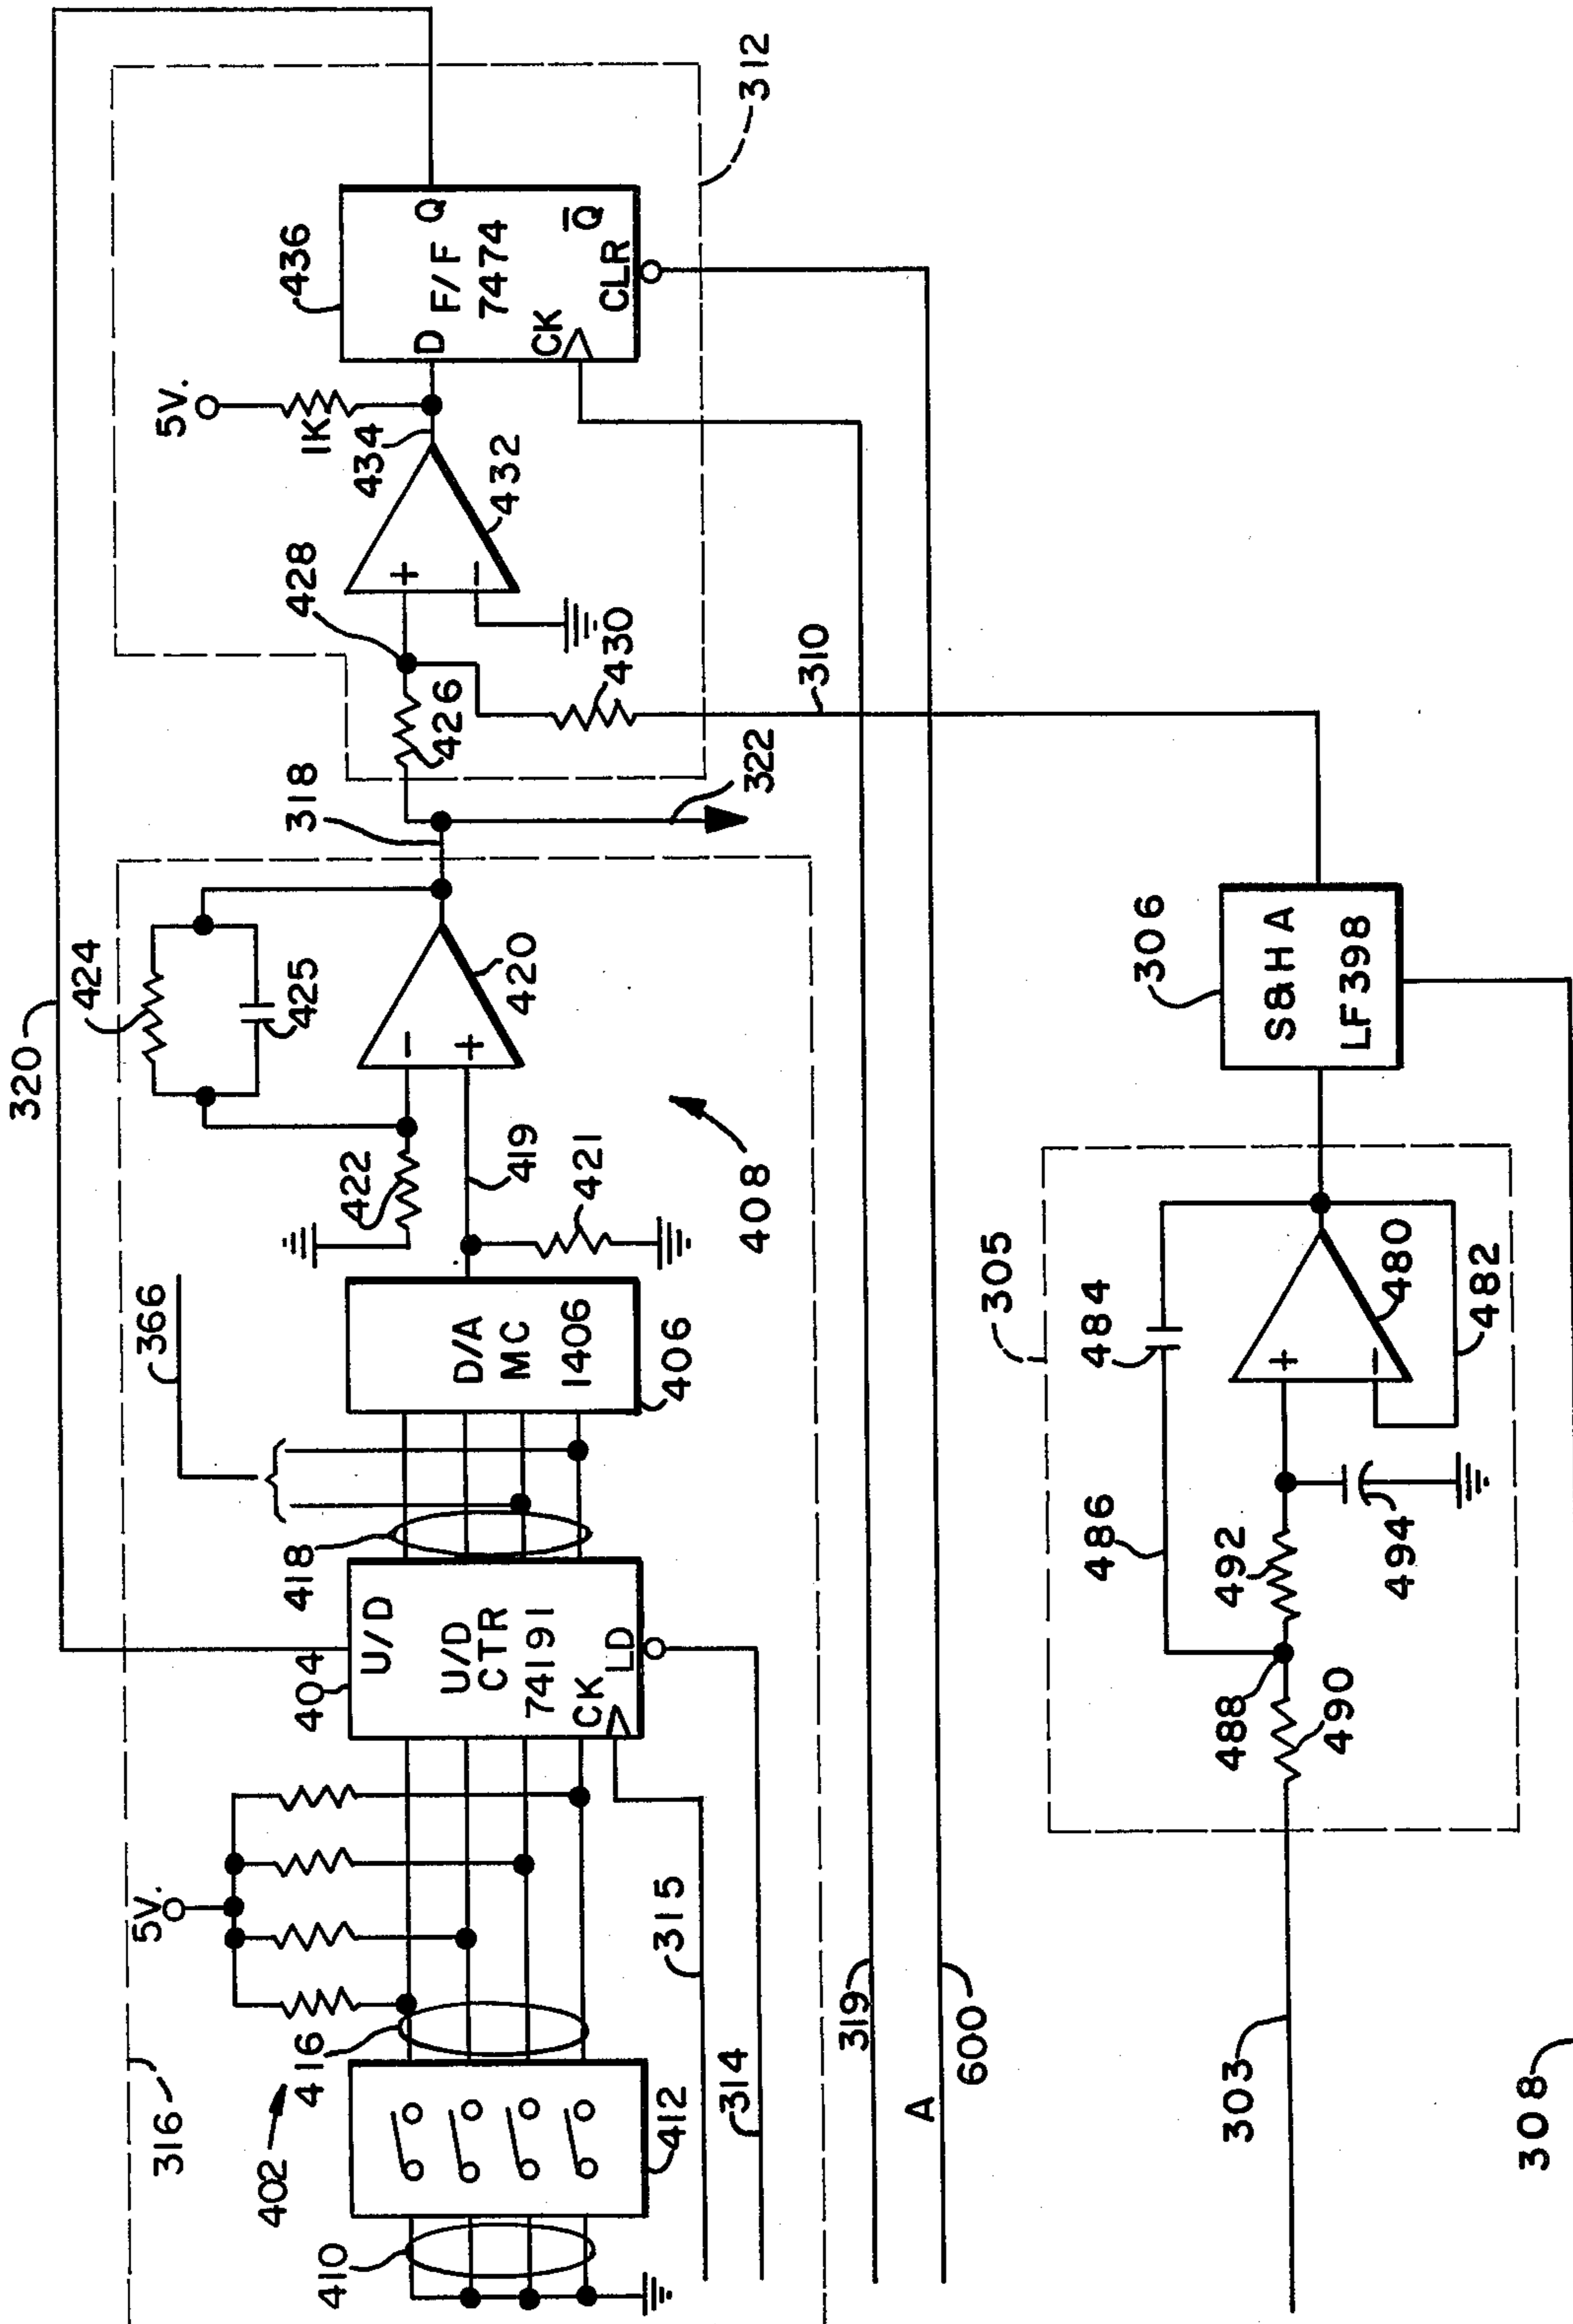 320
424
425
318
420
422
419
421
408
366
D/A
MC
1406
406
418
404
U/D
U/D
CTR
74191
CK
LD
5V.
416
402
412
410
316
315
314
312
436
D
Q
F/F
7474
Q̅
CK
CLR
5V.
1K
434
432
+
-
428
430
426
322
310
-
+
319
A
600
306
S&H A
LF398
305
484
480
482
+
-
486
492
494
488
490
303
308